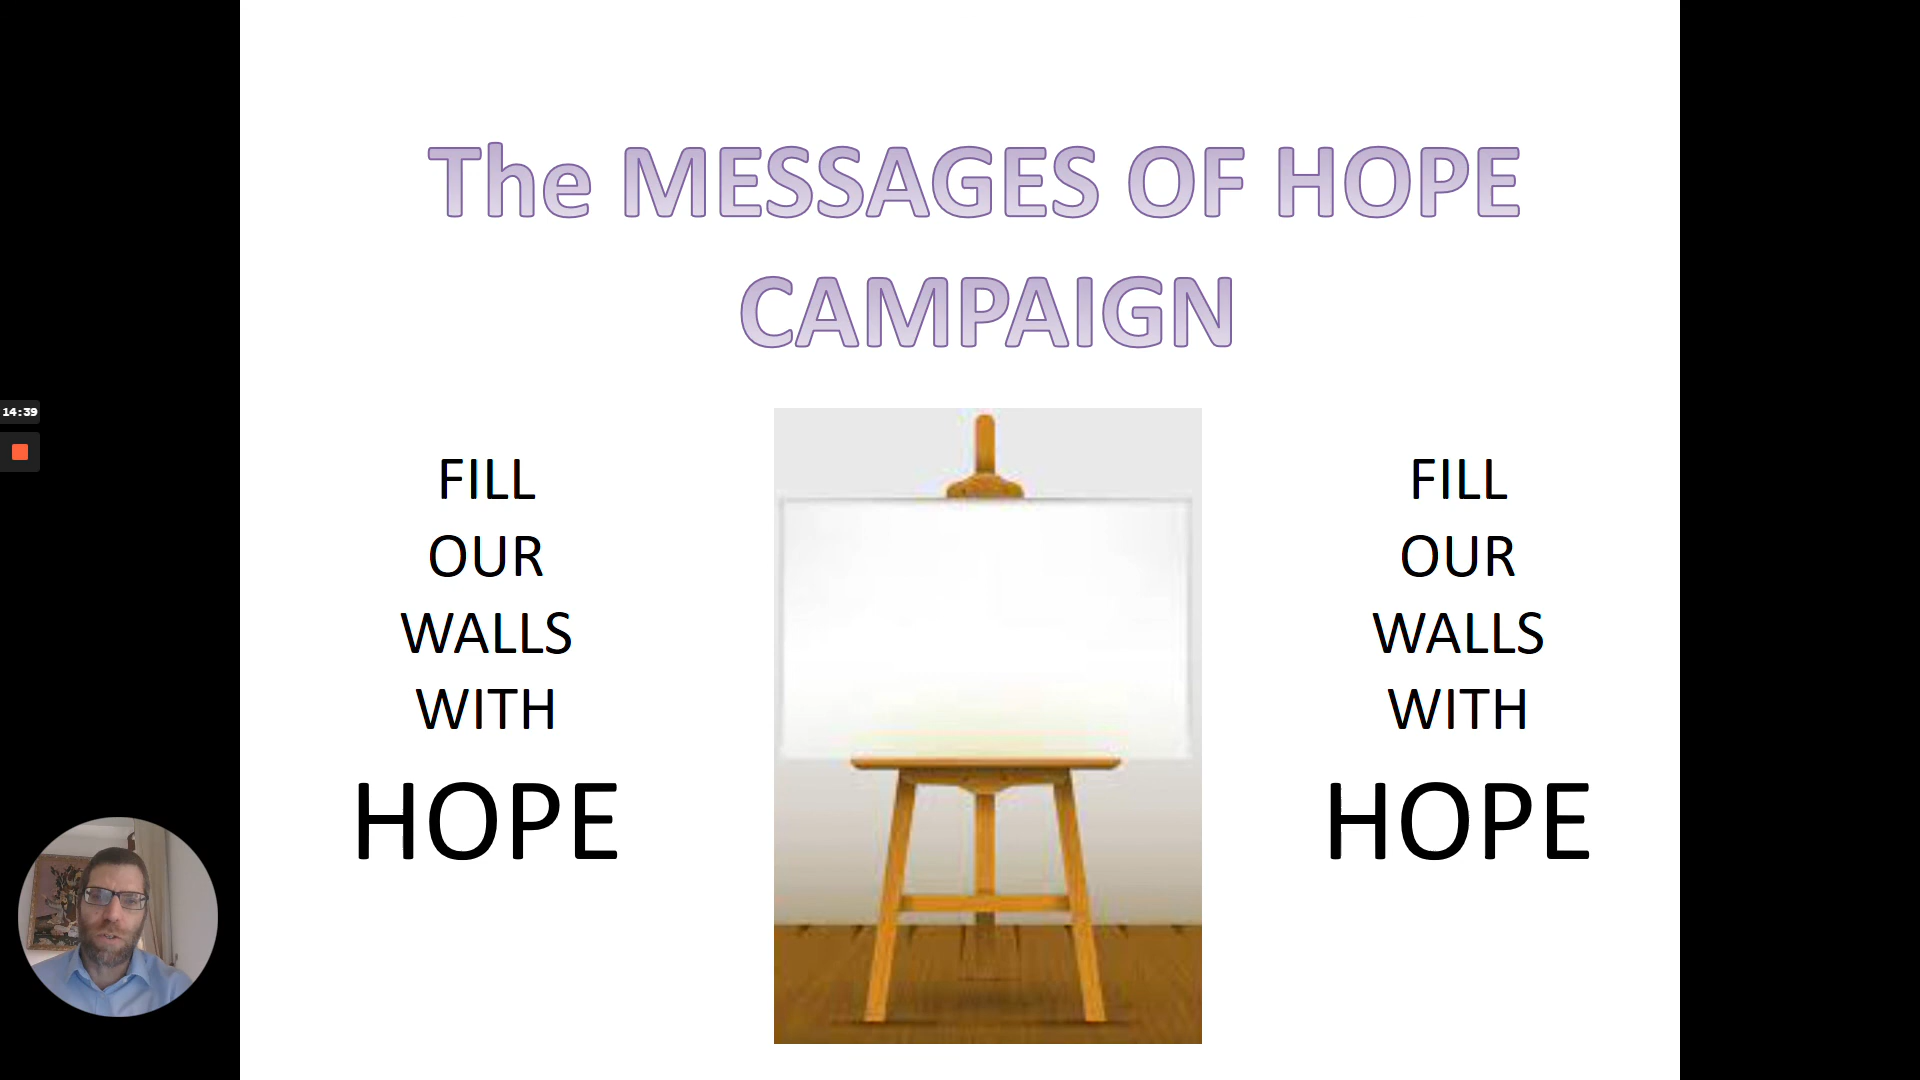 The MESSAGES OF HOPE
CAMPAIGN
14:39
FILL
OUR
WALLS
WITH
HOPE
FILL
OUR
WALLS
WITH
HOPE